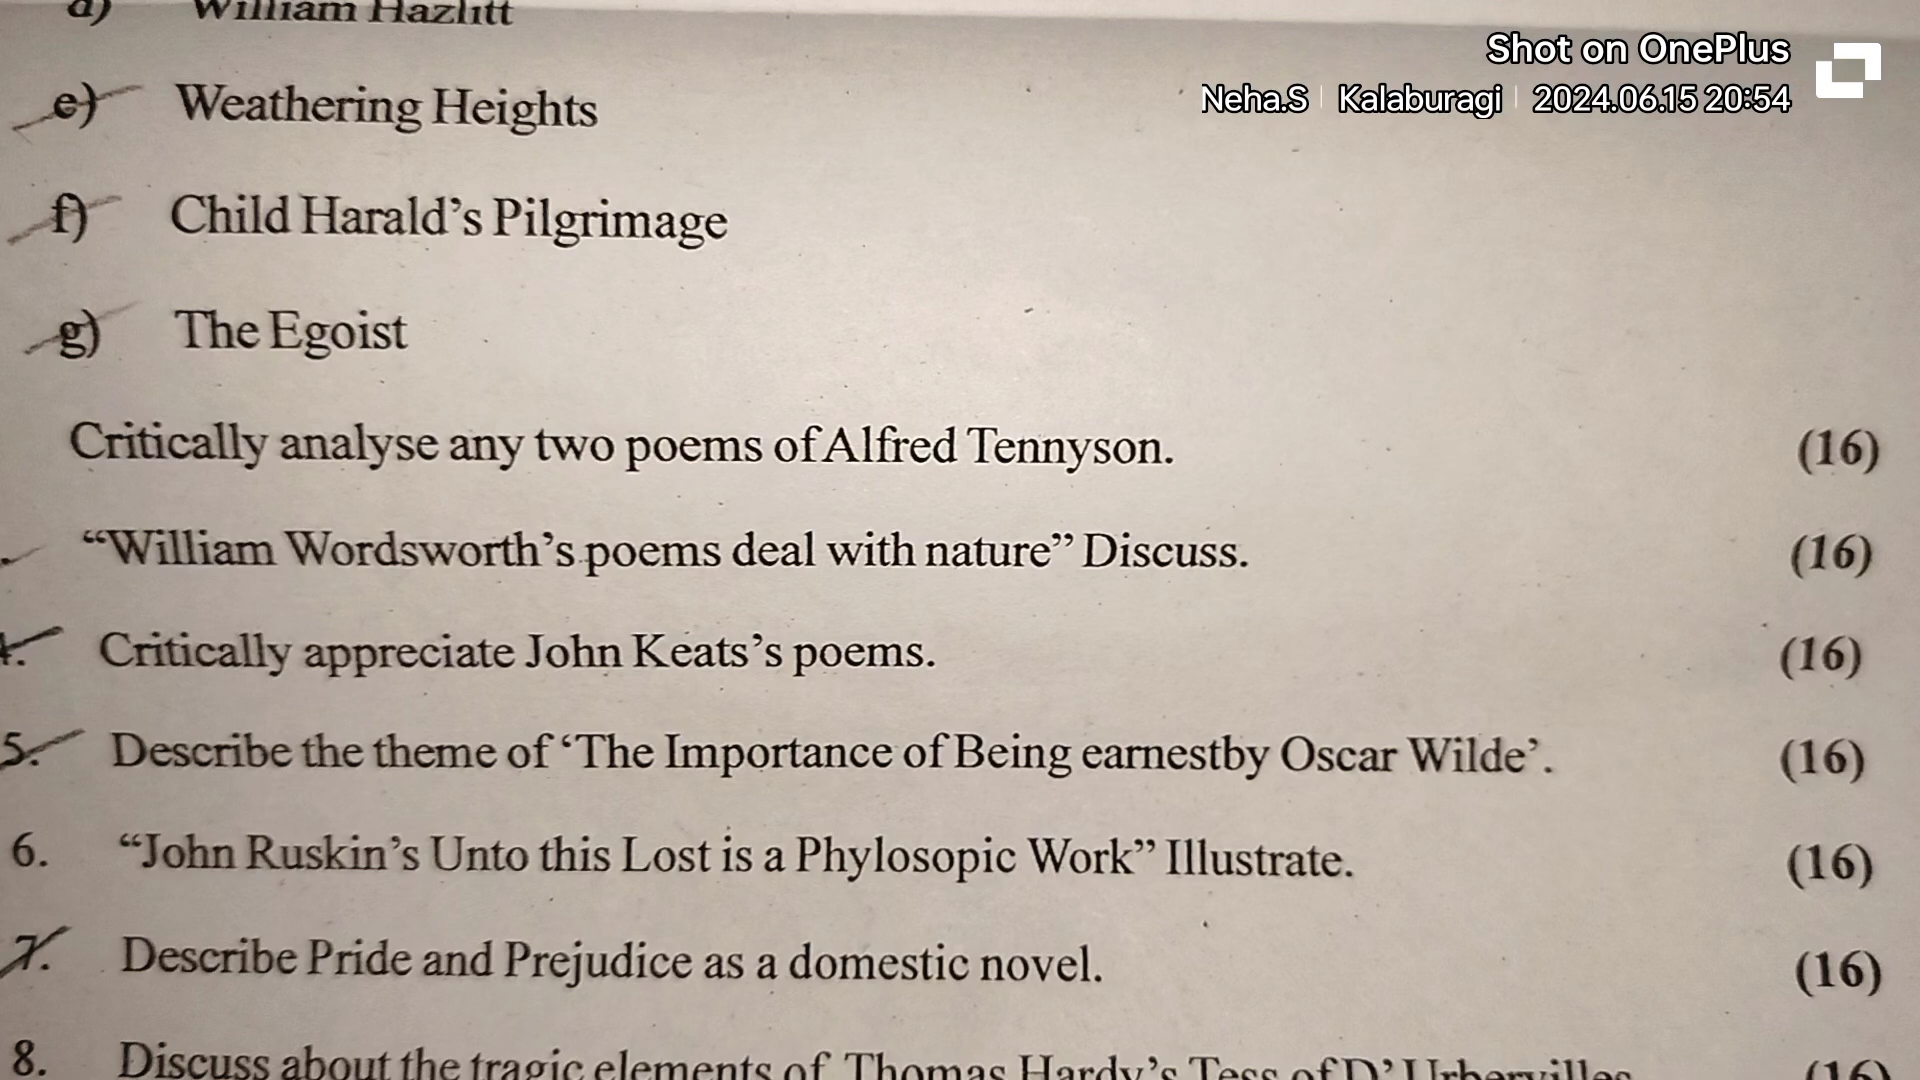 d) William Hazlitt
Shot on OnePlus
Neha.S Kalaburagi 2024.06.15 20:54
e) Weathering Heights
f) Child Harald's Pilgrimage
g) The Egoist
Critically analyse any two poems of Alfred Tennyson. (16)
“William Wordsworth's poems deal with nature” Discuss. (16)
4. Critically appreciate John Keats's poems. (16)
5. Describe the theme of ‘The Importance of Being earnestby Oscar Wilde’. (16)
6. “John Ruskin's Unto this Lost is a Phylosopic Work” Illustrate. (16)
7. Describe Pride and Prejudice as a domestic novel. (16)
8. Discuss about the tragic elements of Thomas Hardy's Tess of D' Urbervilles (16)